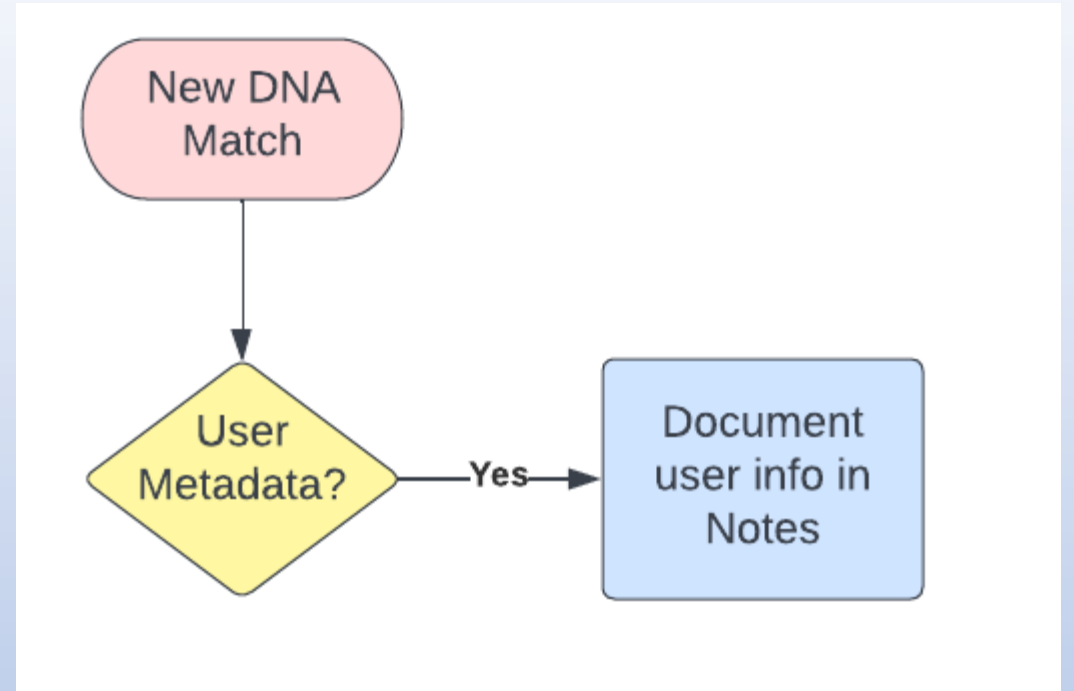 New DNA
Match
User
Metadata?
Yes
Document
user info in
Notes